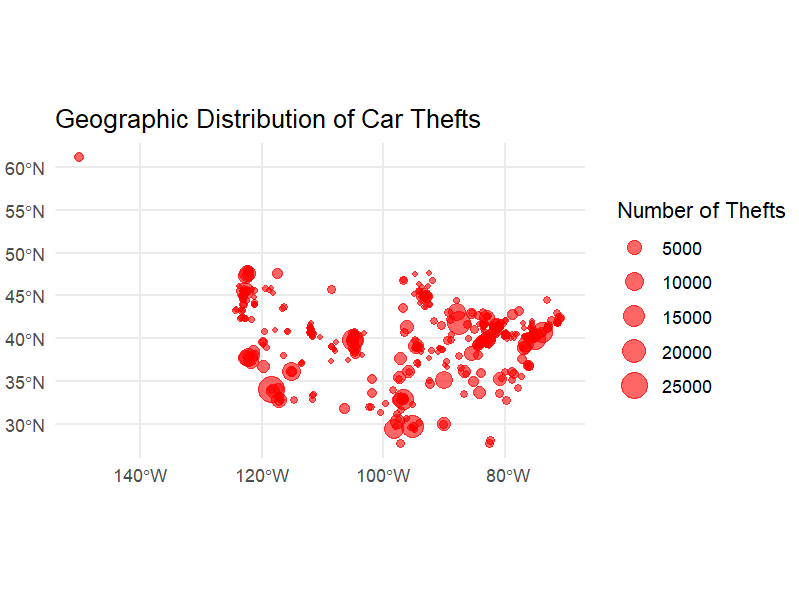 Geographic Distribution of Car Thefts
60°N
55°N
50°N
45°N
40°N
35°N
30°N
140°W
120°W
100°W
80°W
Number of Thefts
5000
10000
15000
20000
25000